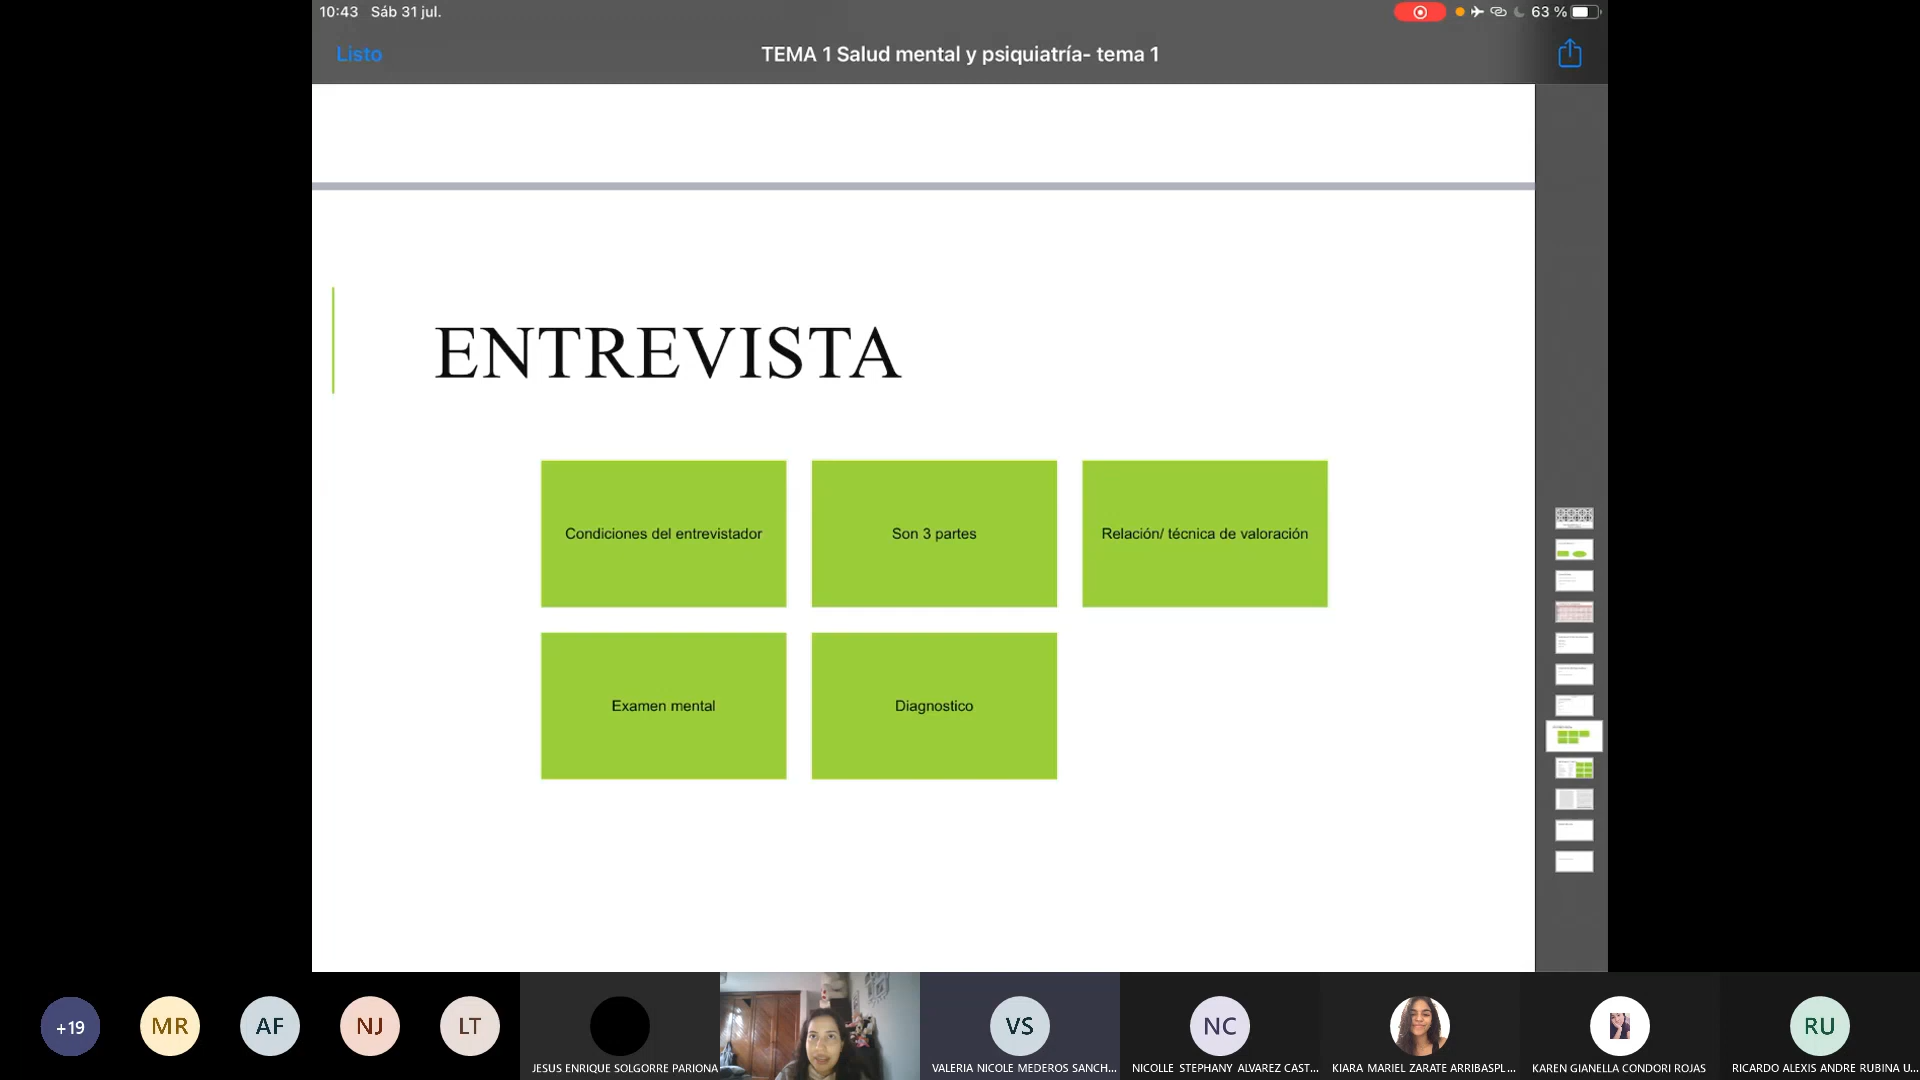 10:43 Sáb 31 jul.
63 %
Listo
TEMA 1 Salud mental y psiquiatría- tema 1
ENTREVISTA
Condiciones del entrevistador
Son 3 partes
Relación/ técnica de valoración
Examen mental
Diagnostico
+19
MR
AF
NJ
LT
VS
NC
RU
JESUS ENRIQUE SOLGORRE PARIONA
VALERIA NICOLE MEDEROS SANCH...
NICOLLE STEPHANY ALVAREZ CAST...
KIARA MARIEL ZARATE ARRIBASPL...
KAREN GIANELLA CONDORI ROJAS
RICARDO ALEXIS ANDRE RUBINA U...